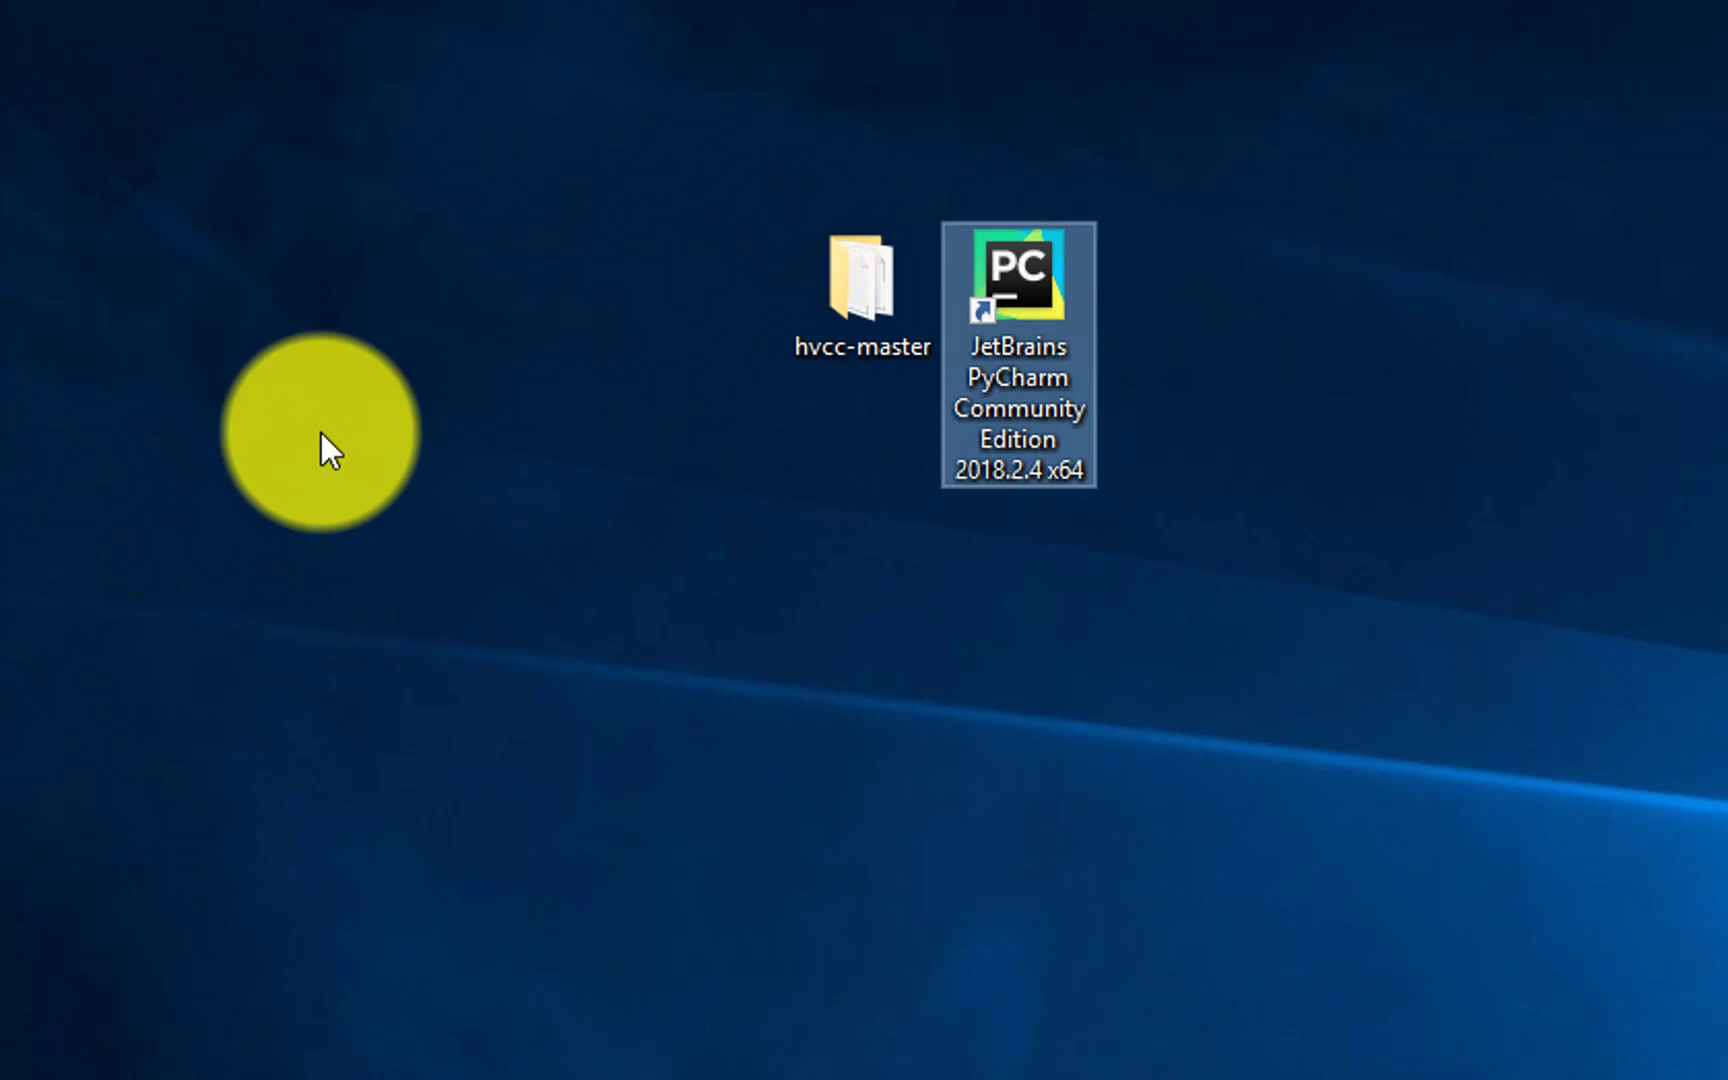 PC
hvcc-master
JetBrains
PyCharm
Community
Edition
2018.2.4 x64